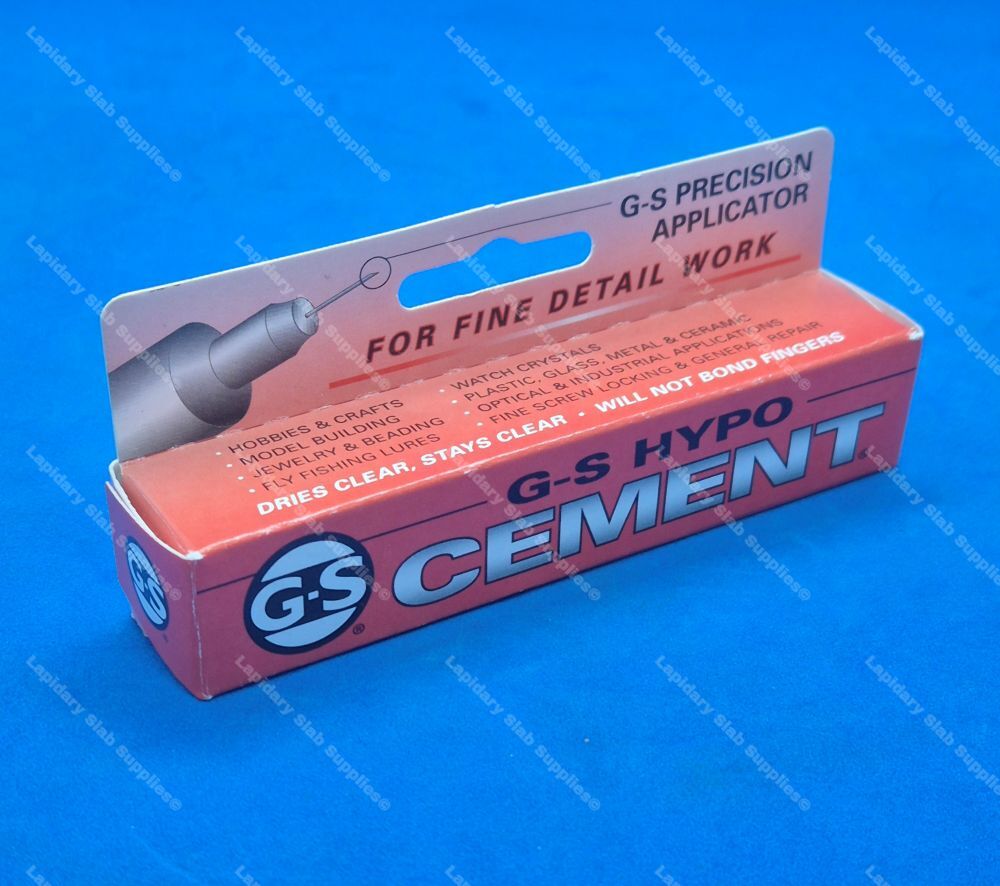 G-S PRECISION
APPLICATOR
FOR FINE DETAIL WORK
· HOBBIES & CRAFTS
· MODEL BUILDING
· JEWELRY & BEADING
· FLY FISHING LURES
· WATCH CRYSTALS
· PLASTIC, GLASS, METAL & CERAMIC
· OPTICAL & INDUSTRIAL APPLICATIONS
· FINE SCREW LOCKING & GENERAL REPAIR
DRIES CLEAR, STAYS CLEAR · WILL NOT BOND FINGERS
G-S HYPO
CEMENT®
G-S®
G-S
Lapidary Slab Supplies©